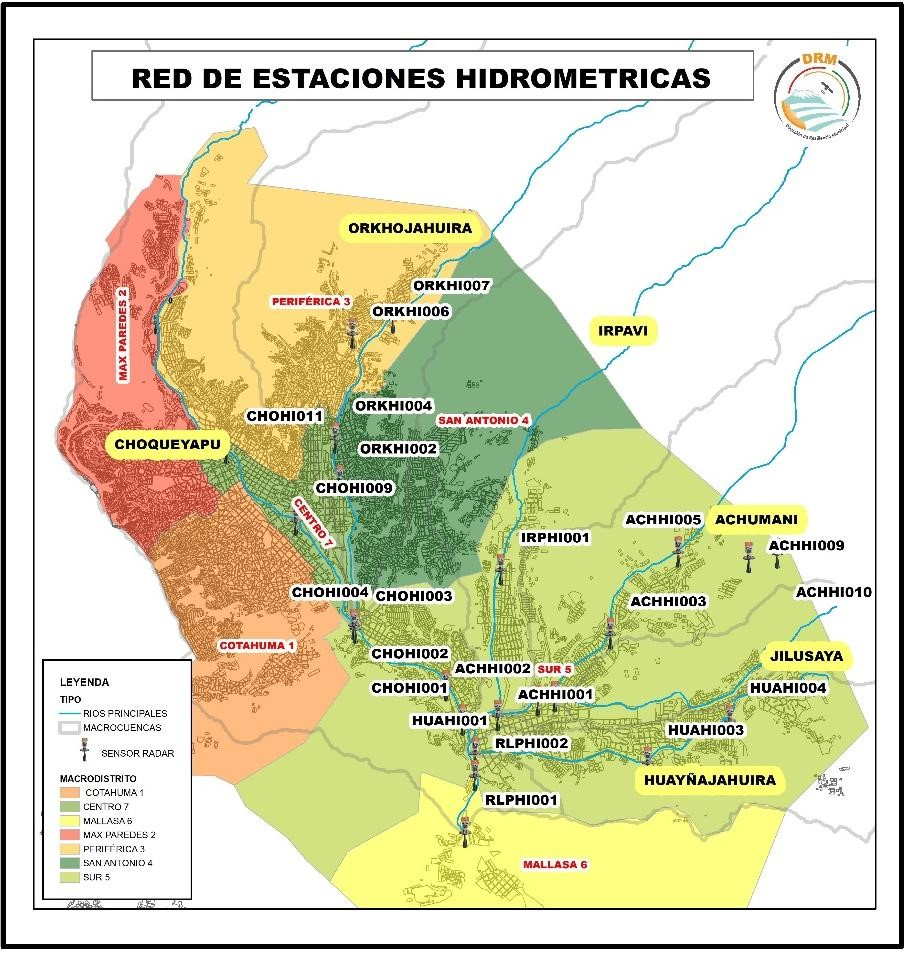 RED DE ESTACIONES HIDROMETRICAS
DRM
ORKHOJAHUIRA
ORKHI007
PERIFÉRICA 3
ORKHI006
MAX PAREDES 2
IRPAVI
CHOHI011
ORKHI004
SAN ANTONIO 4
CHOQUEYAPU
ORKHI002
CHOHI009
CENTRO 7
ACHHI005
ACHUMANI
IRPHI001
ACHHI009
CHOHI004
CHOHI003
ACHHI003
ACHHI010
COTAHUMA 1
CHOHI002
ACHHI002
SUR 5
JILUSAYA
CHOHI001
ACHHI001
HUAHI004
HUAHI001
HUAHI003
RLPHI002
HUAYÑAJAHUIRA
RLPHI001
MALLASA 6
LEYENDA
TIPO
RIOS PRINCIPALES
MACROCUENCAS
SENSOR RADAR
MACRODISTRITO
COTAHUMA 1
CENTRO 7
MALLASA 6
MAX PAREDES 2
PERIFÉRICA 3
SAN ANTONIO 4
SUR 5